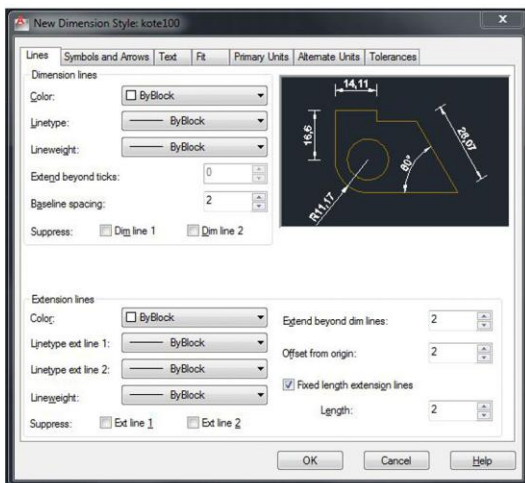 New Dimension Style: kote100
Lines Symbols and Arrows Text Fit Primary Units Alternate Units Tolerances
Dimension lines
Color: ByBlock
Linetype: ByBlock
Lineweight: ByBlock
Extend beyond ticks: 0
Baseline spacing: 2
Suppress: Dim line 1 Dim line 2
14,11
16,6
28,07
60°
R11,17
Extension lines
Color: ByBlock
Linetype ext line 1: ByBlock
Linetype ext line 2: ByBlock
Lineweight: ByBlock
Suppress: Ext line 1 Ext line 2
Extend beyond dim lines: 2
Offset from origin: 2
Fixed length extension lines
Length: 2
OK Cancel Help